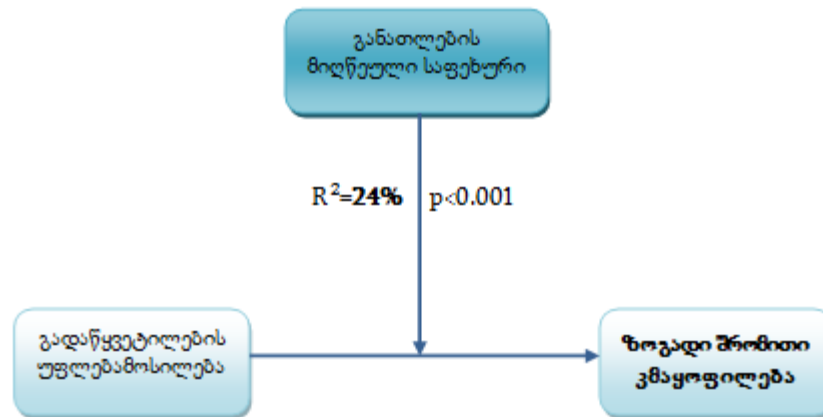 განათლების
მიღწეული საფეხური
R²=24% p<0.001
გადაწყვეტილების
უფლებამოსილება
ზოგადი შრომითი
კმაყოფილება